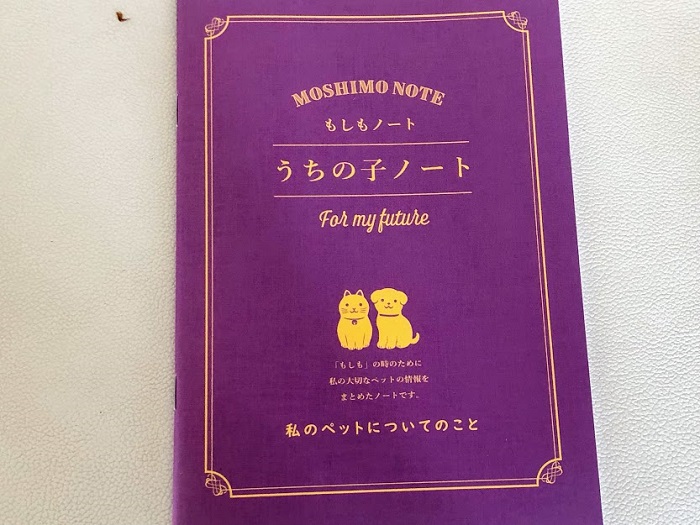 MOSHIMO NOTE
もしもノート
うちの子ノート
For my future
「もしも」の時のために
私の大切なペットの情報を
まとめたノートです。
私のペットについてのこと